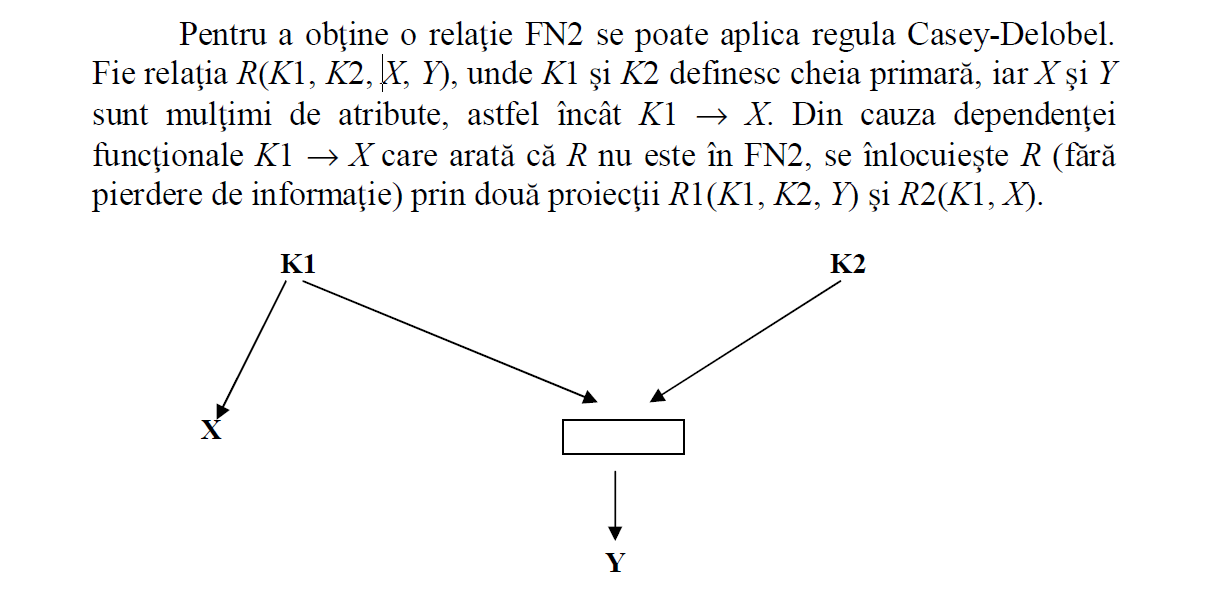 Pentru a obţine o relaţie FN2 se poate aplica regula Casey-Delobel.
Fie relaţia R(K1, K2, X, Y), unde K1 şi K2 definesc cheia primară, iar X şi Y
sunt mulţimi de atribute, astfel încât K1 → X. Din cauza dependenţei
funcţionale K1 → X care arată că R nu este în FN2, se înlocuieşte R (fără
pierdere de informaţie) prin două proiecţii R1(K1, K2, Y) şi R2(K1, X).
K1 K2
X
Y